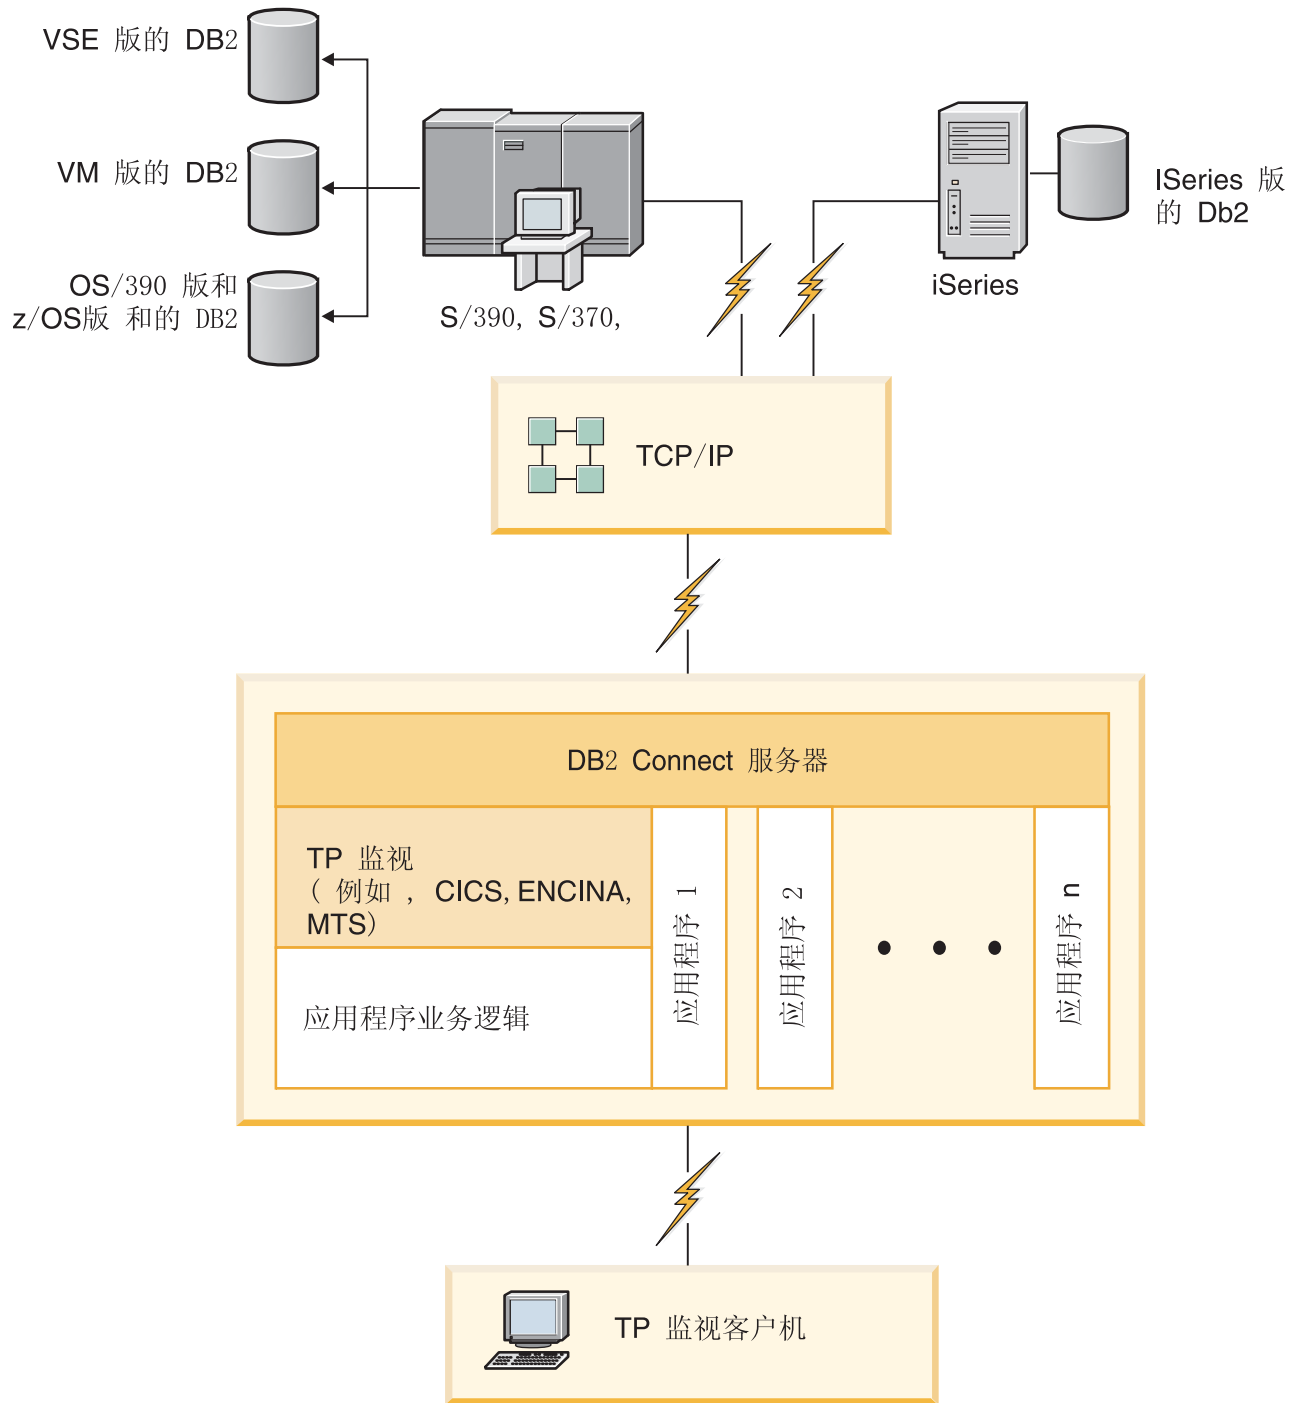 VSE 版的 DB2
VM 版的 DB2
OS/390 版和
z/OS版 和的 DB2
S/390, S/370,
iSeries
ISeries 版
的 Db2
TCP/IP
DB2 Connect 服务器
TP 监视
( 例如 , CICS, ENCINA,
MTS)
应用程序业务逻辑
应用程序 1
应用程序 2
应用程序 n
TP 监视客户机